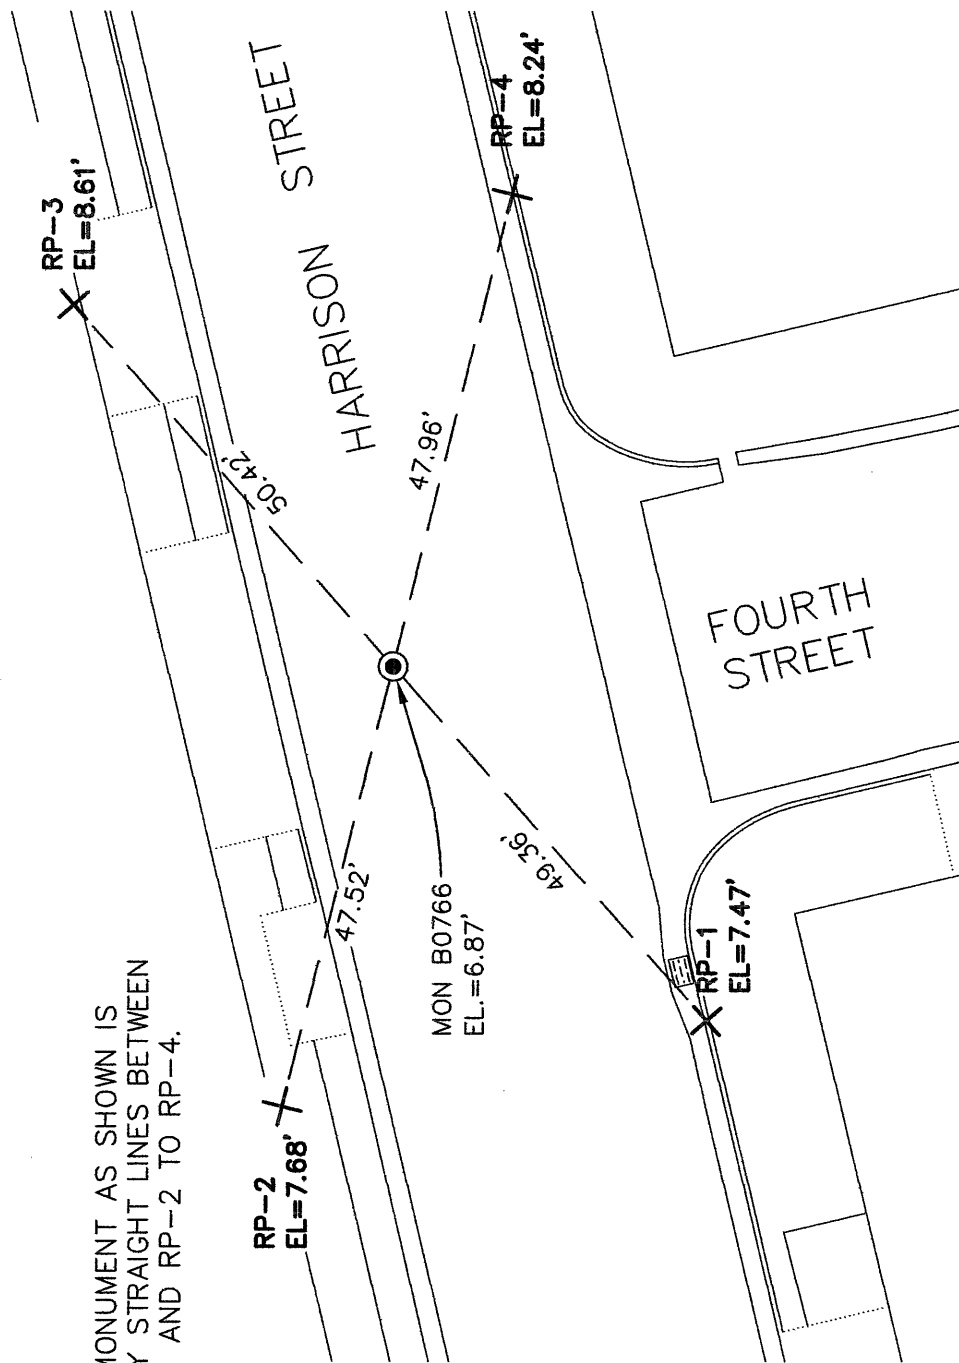 MONUMENT AS SHOWN IS
STRAIGHT LINES BETWEEN
AND RP-2 TO RP-4.
RP-3
EL=8.61'
RP-4
EL=8.24'
HARRISON STREET
50.42'
47.96'
47.52'
49.36'
MON B0766
EL.=6.87'
RP-2
EL=7.68'
RP-1
EL=7.47'
FOURTH
STREET